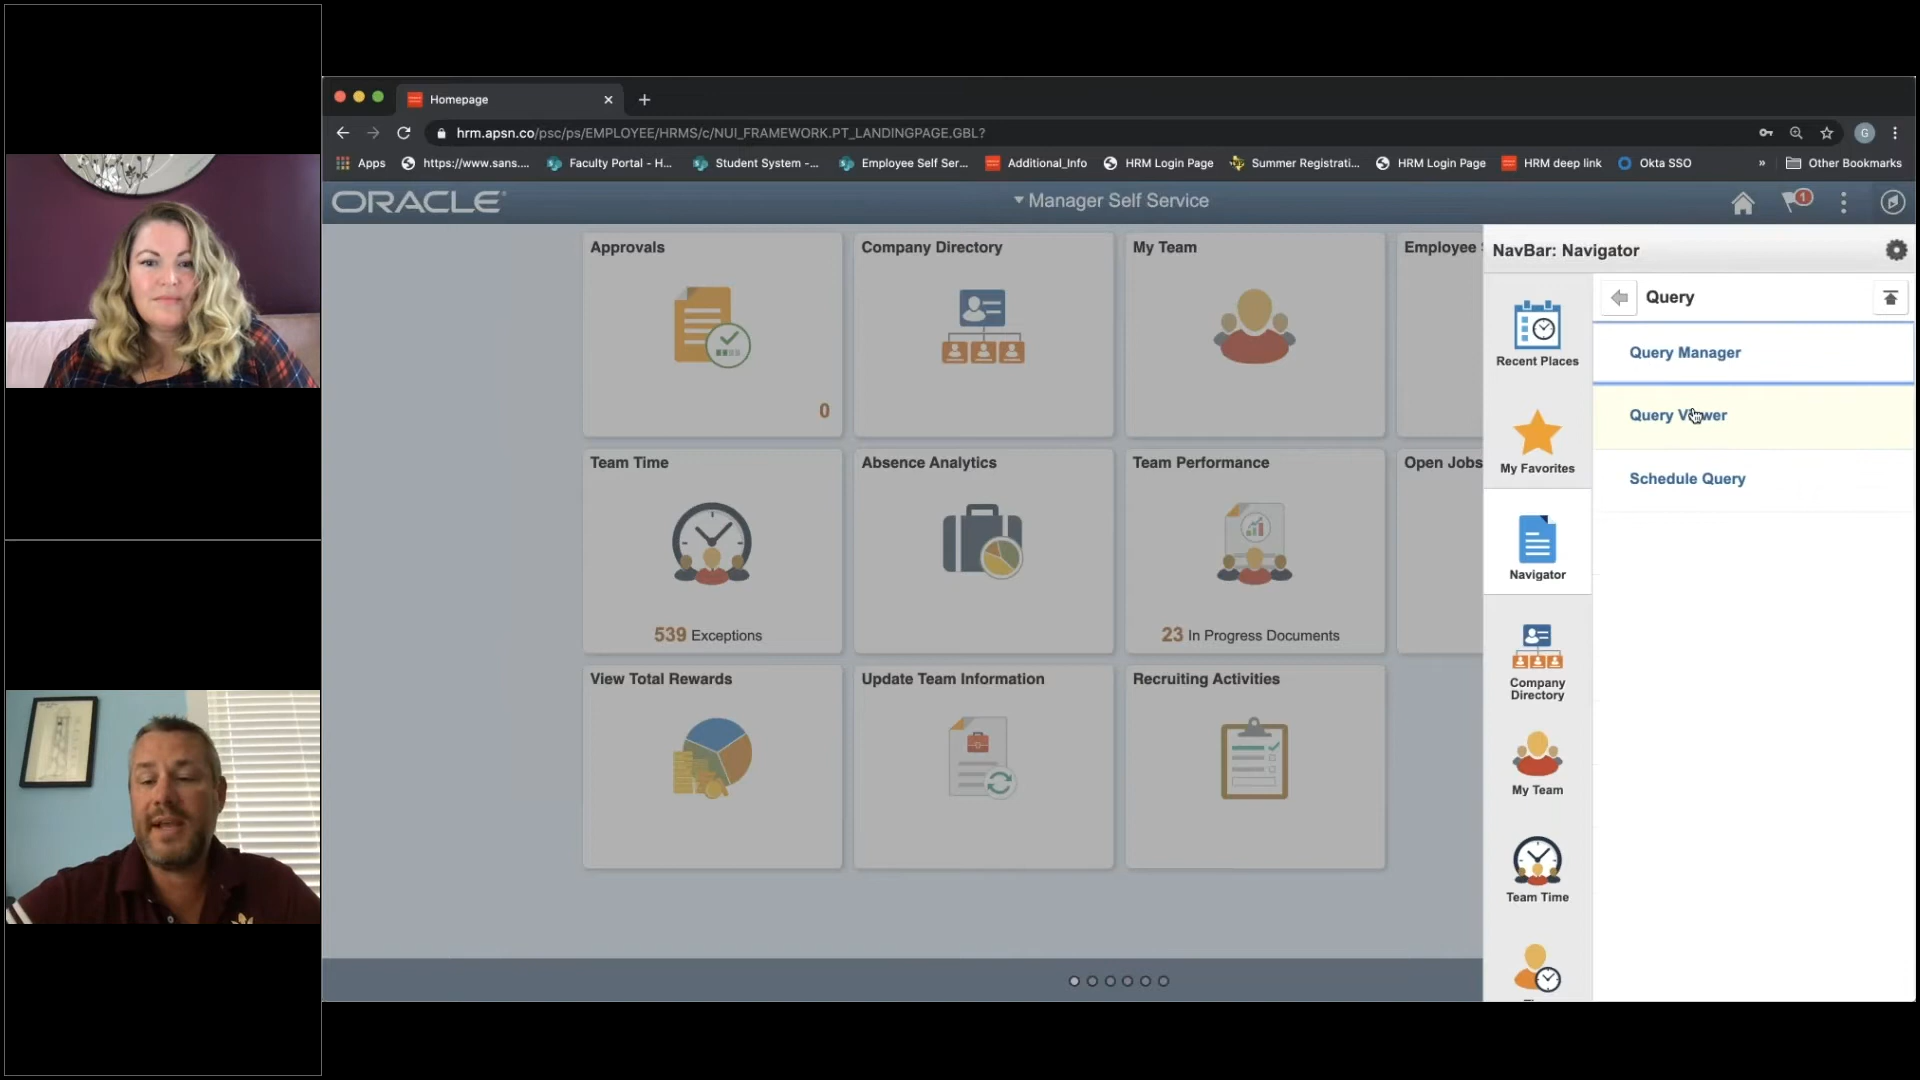 Homepage
hrm.apsn.co/psc/ps/EMPLOYEE/HRMS/c/NUI_FRAMEWORK.PT_LANDINGPAGE.GBL?
G
Apps
https://www.sans....
Faculty Portal - H...
Student System -...
Employee Self Ser...
Additional_Info
HRM Login Page
Summer Registrati...
HRM Login Page
HRM deep link
Okta SSO
»
Other Bookmarks
ORACLE
Manager Self Service
1
Approvals
0
Company Directory
My Team
Employee
Team Time
539 Exceptions
Absence Analytics
Team Performance
23 In Progress Documents
Open Jobs
View Total Rewards
Update Team Information
Recruiting Activities
NavBar: Navigator
Recent Places
My Favorites
Navigator
Company
Directory
My Team
Team Time
Query
Query Manager
Query Viewer
Schedule Query